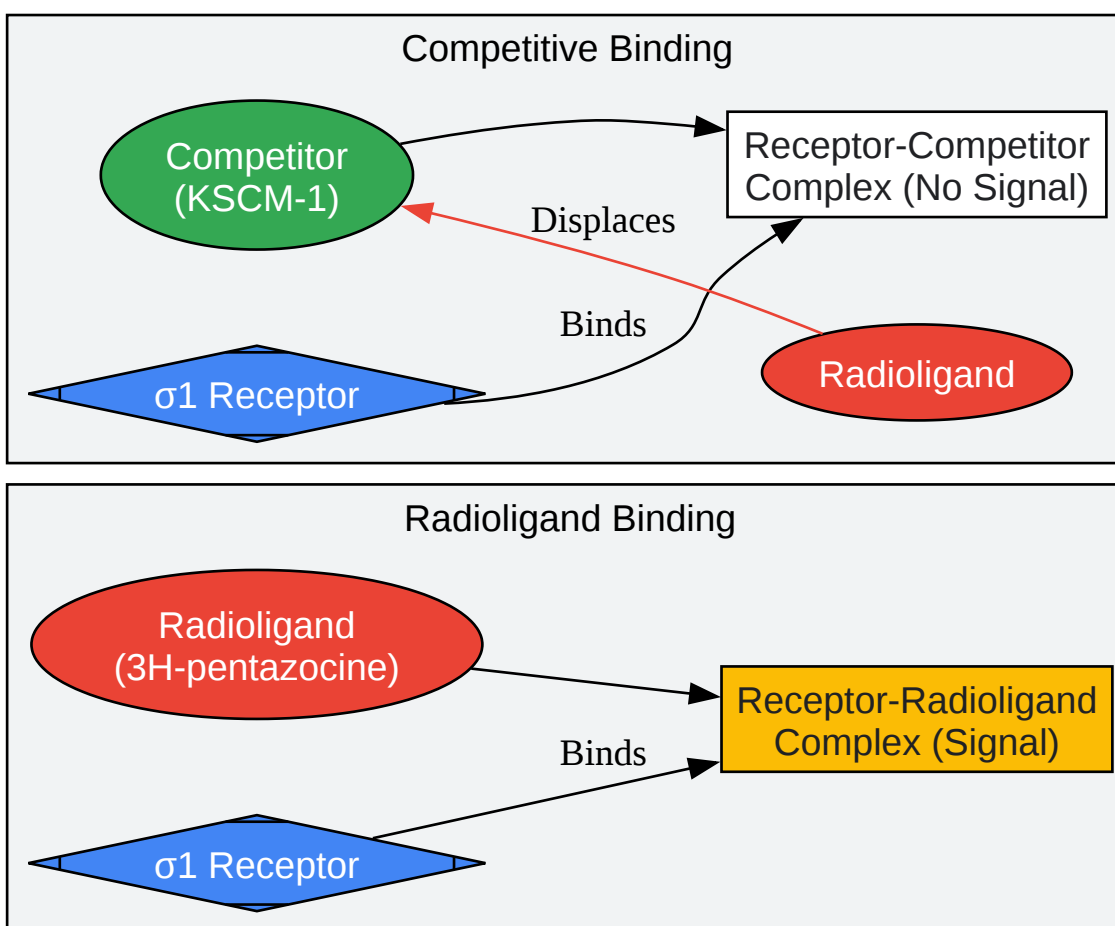 Competitive Binding
Competitor
(KSCM-1)
Receptor-Competitor
Complex (No Signal)
Displaces
Binds
Radioligand
σ1 Receptor
Radioligand Binding
Radioligand
(3H-pentazocine)
Receptor-Radioligand
Complex (Signal)
Binds
σ1 Receptor